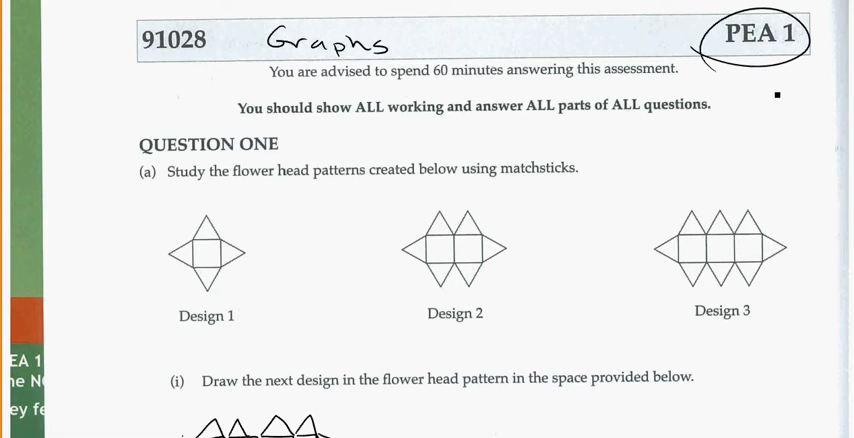 91028 Graphs PEA 1
You are advised to spend 60 minutes answering this assessment.
You should show ALL working and answer ALL parts of ALL questions.
QUESTION ONE
(a) Study the flower head patterns created below using matchsticks.
Design 1 Design 2 Design 3
EA 1
(i) Draw the next design in the flower head pattern in the space provided below.